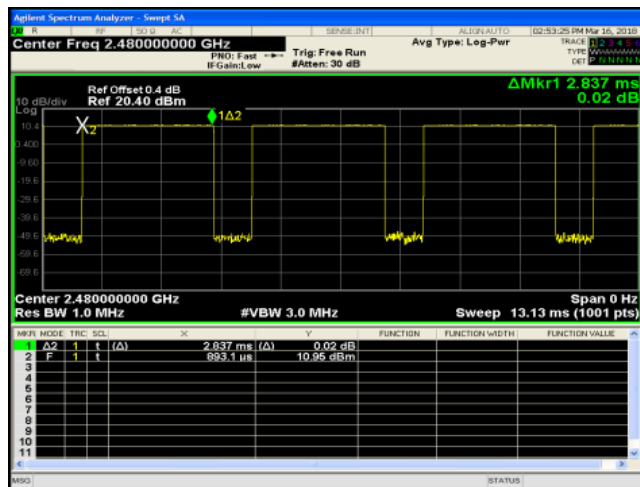 Agilent Spectrum Analyzer - Swept SA
R RF 50 Ω AC SENSE:INT ALIGN AUTO 02:53:25 PM Mar 16, 2018
Center Freq 2.480000000 GHz
PNO: Fast
IFGain:Low
Trig: Free Run
#Atten: 30 dB
Avg Type: Log-Pwr
TRACE 1 2 3 4 5 6
TYPE
DET P N N N N N
Ref Offset 0.4 dB
Ref 20.40 dBm
ΔMkr1 2.837 ms
0.02 dB
10 dB/div
Log
10.4
0.400
-9.60
-19.6
-29.6
-39.6
-49.6
-59.6
-69.6
X2
1Δ2
Center 2.480000000 GHz Span 0 Hz
Res BW 1.0 MHz #VBW 3.0 MHz Sweep 13.13 ms (1001 pts)
MKR MODE TRC SCL X Y FUNCTION FUNCTION WIDTH FUNCTION VALUE
1 Δ2 1 t (Δ) 2.837 ms (Δ) 0.02 dB
2 F 1 t 893.1 µs 10.95 dBm
3
4
5
6
7
8
9
10
11
MSG STATUS